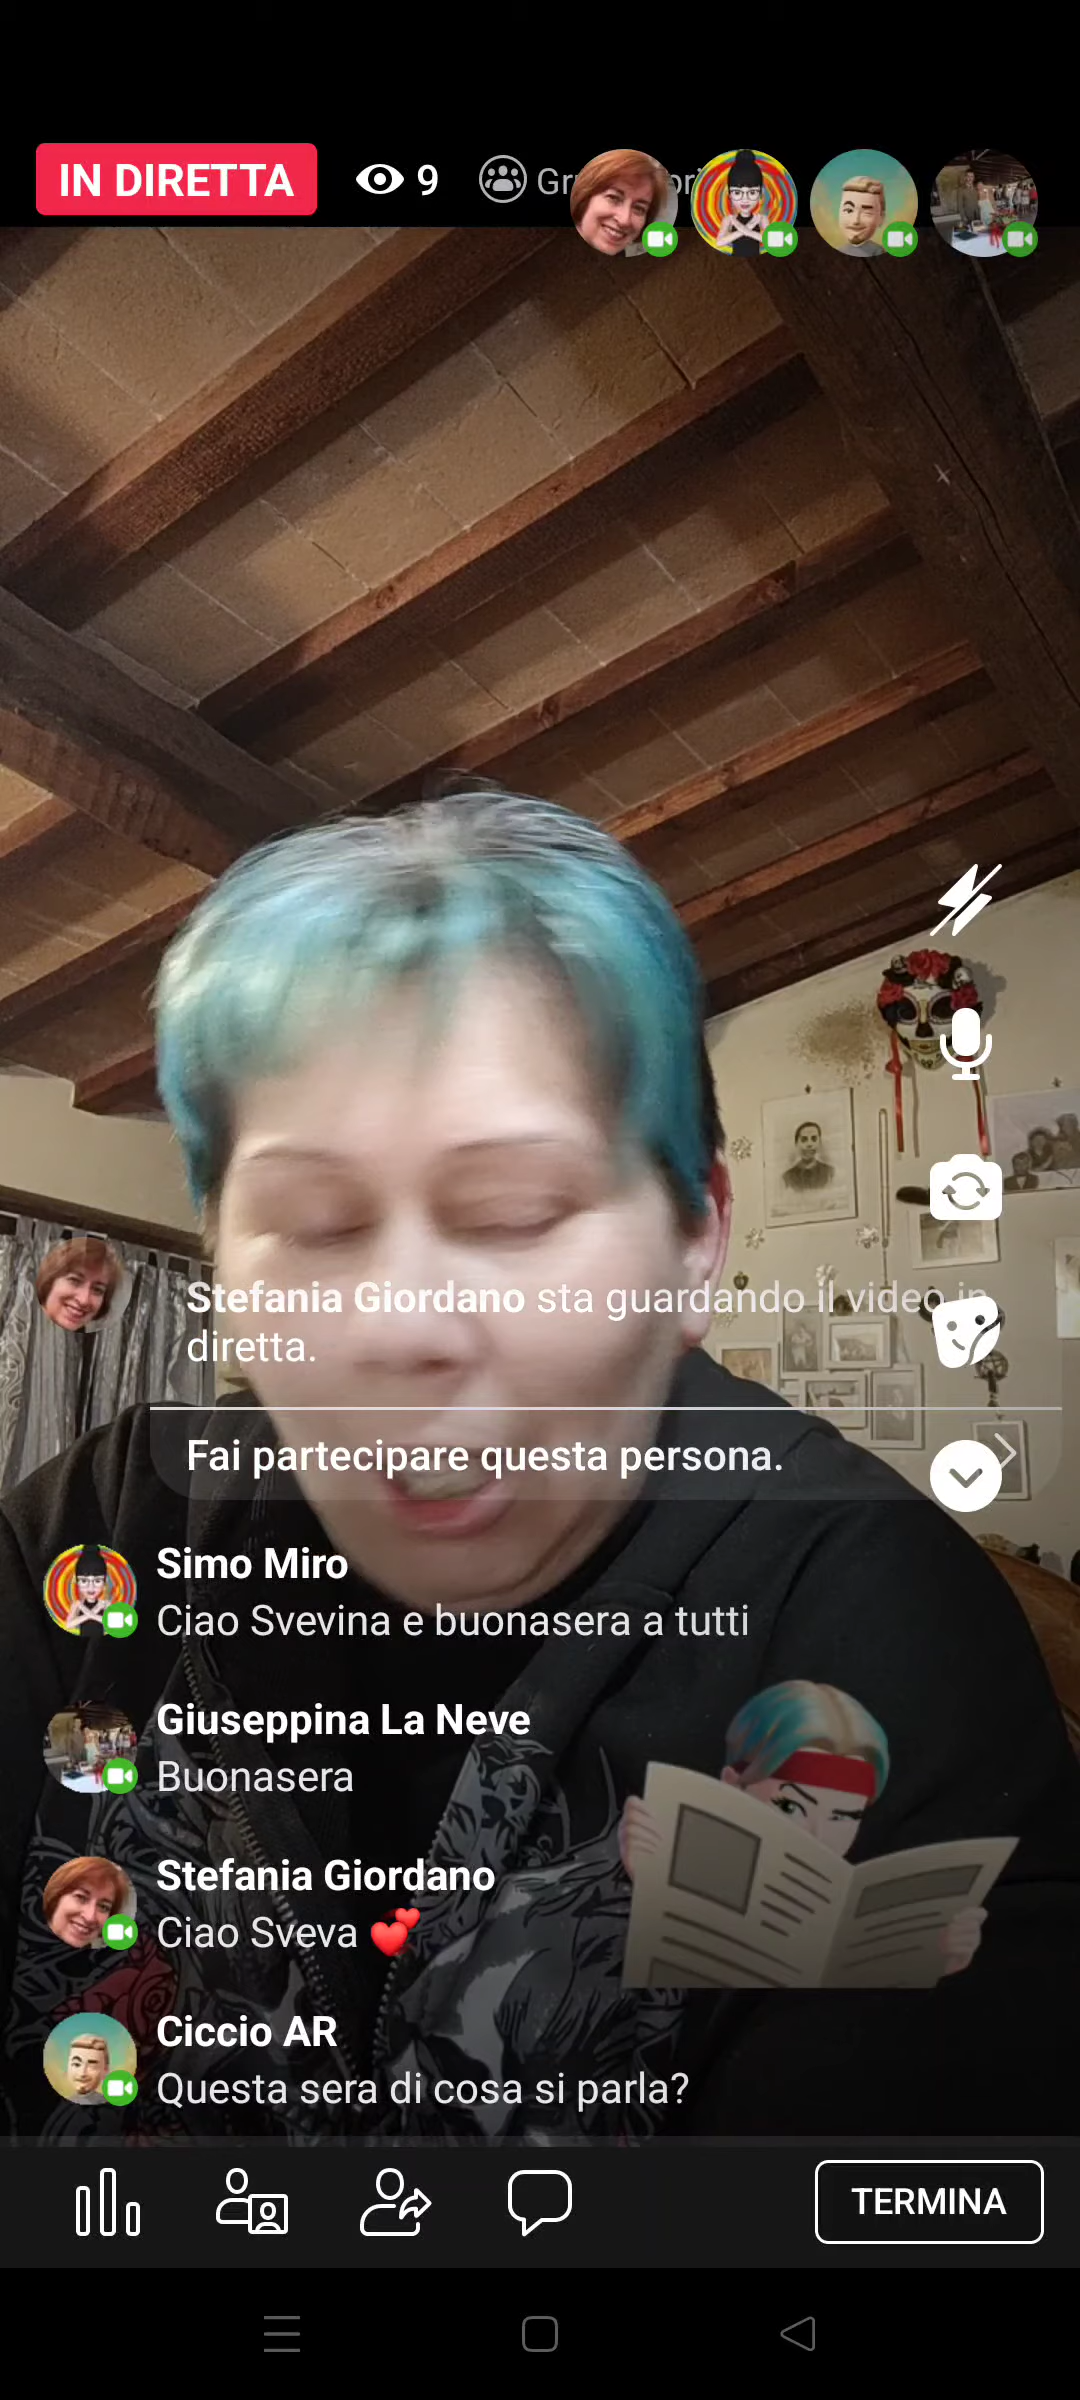 IN DIRETTA
9
Stefania Giordano sta guardando il video in
diretta.
Fai partecipare questa persona.
Simo Miro
Ciao Svevina e buonasera a tutti
Giuseppina La Neve
Buonasera
Stefania Giordano
Ciao Sveva 💕
Ciccio AR
Questa sera di cosa si parla?
TERMINA